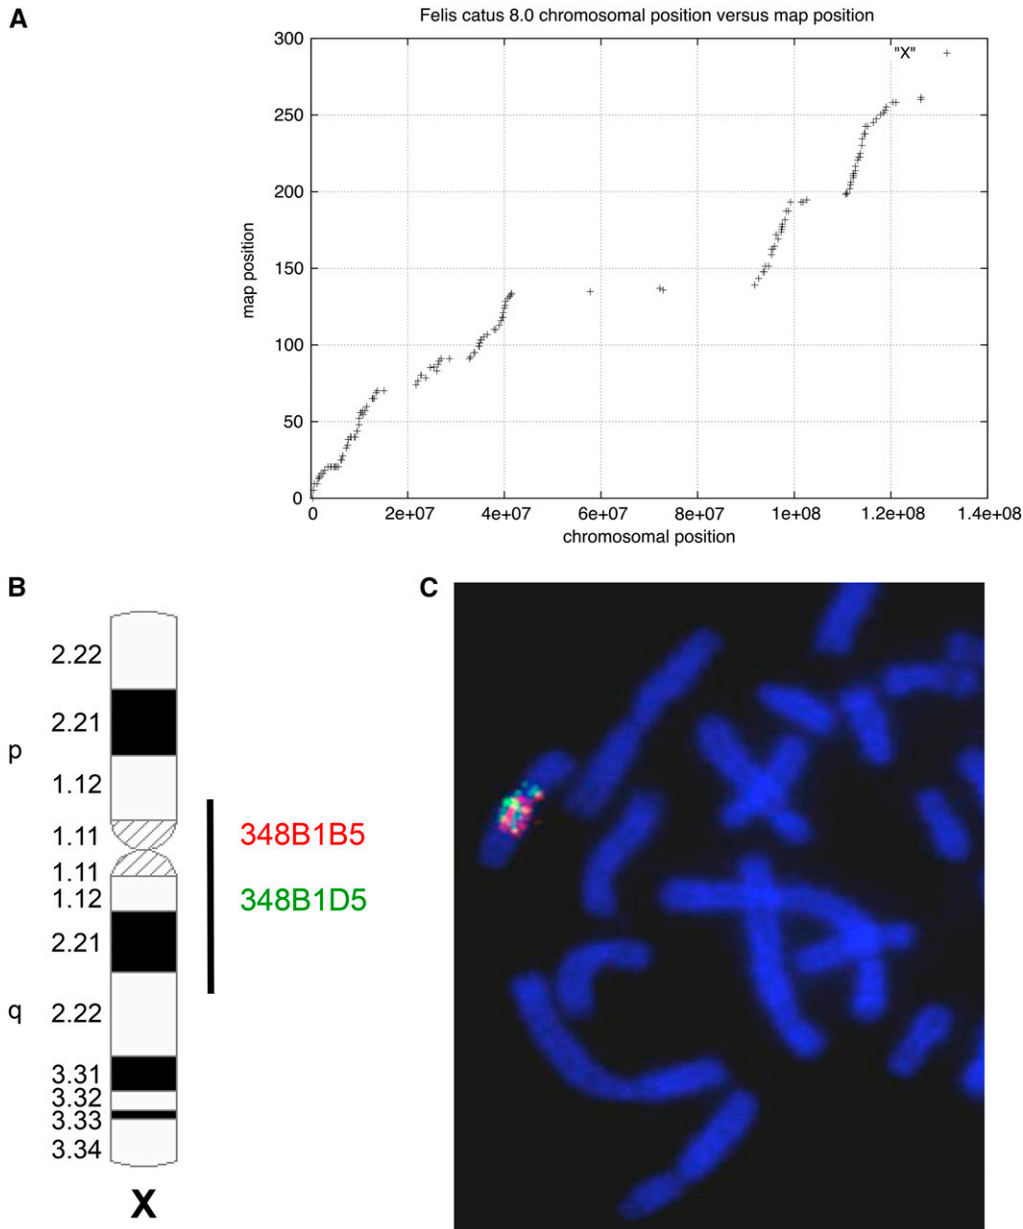 A
Felis catus 8.0 chromosomal position versus map position
300
"X"
250
200
150
100
50
0
map position
0 2e+07 4e+07 6e+07 8e+07 1e+08 1.2e+08 1.4e+08
chromosomal position
B
C
2.22
2.21
p
1.12
1.11
348B1B5
1.11
1.12
348B1D5
2.21
q
2.22
3.31
3.32
3.33
3.34
X